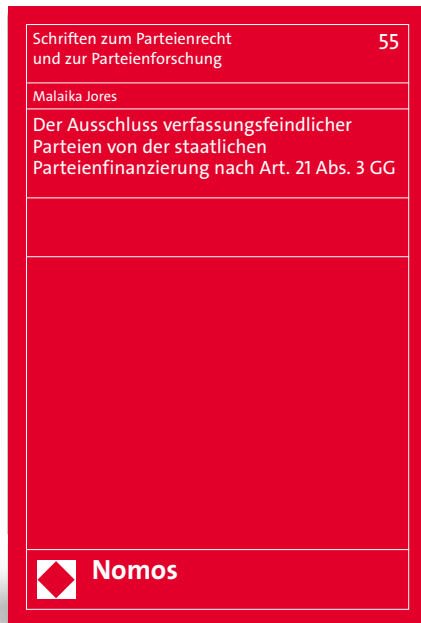 Schriften zum Parteienrecht
und zur Parteienforschung
55
Malaika Jores
Der Ausschluss verfassungsfeindlicher
Parteien von der staatlichen
Parteienfinanzierung nach Art. 21 Abs. 3 GG
Nomos